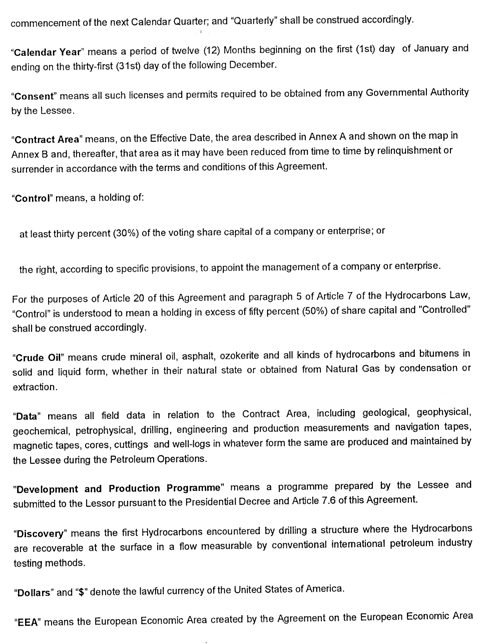 commencement of the next Calendar Quarter; and "Quarterly" shall be construed accordingly.
"Calendar Year" means a period of twelve (12) Months beginning on the first (1st) day of January and
ending on the thirty-first (31st) day of the following December.
"Consent" means all such licenses and permits required to be obtained from any Governmental Authority
by the Lessee.
"Contract Area" means, on the Effective Date, the area described in Annex A and shown on the map in
Annex B and, thereafter, that area as it may have been reduced from time to time by relinquishment or
surrender in accordance with the terms and conditions of this Agreement.
"Control" means, a holding of:
at least thirty percent (30%) of the voting share capital of a company or enterprise; or
the right, according to specific provisions, to appoint the management of a company or enterprise.
For the purposes of Article 20 of this Agreement and paragraph 5 of Article 7 of the Hydrocarbons Law,
"Control" is understood to mean a holding in excess of fifty percent (50%) of share capital and "Controlled"
shall be construed accordingly.
"Crude Oil" means crude mineral oil, asphalt, ozokerite and all kinds of hydrocarbons and bitumens in
solid and liquid form, whether in their natural state or obtained from Natural Gas by condensation or
extraction.
"Data" means all field data in relation to the Contract Area, including geological, geophysical,
geochemical, petrophysical, drilling, engineering and production measurements and navigation tapes,
magnetic tapes, cores, cuttings and well-logs in whatever form the same are produced and maintained by
the Lessee during the Petroleum Operations.
"Development and Production Programme" means a programme prepared by the Lessee and
submitted to the Lessor pursuant to the Presidential Decree and Article 7.6 of this Agreement.
"Discovery" means the first Hydrocarbons encountered by drilling a structure where the Hydrocarbons
are recoverable at the surface in a flow measurable by conventional international petroleum industry
testing methods.
"Dollars" and "$" denote the lawful currency of the United States of America.
"EEA" means the European Economic Area created by the Agreement on the European Economic Area